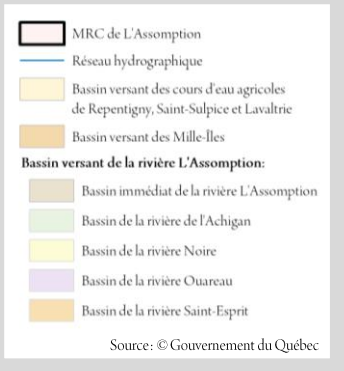 MRC de L'Assomption
Réseau hydrographique
Bassin versant des cours d'eau agricoles
de Repentigny, Saint-Sulpice et Lavaltrie
Bassin versant des Mille-Îles
Bassin versant de la rivière L'Assomption:
Bassin immédiat de la rivière L'Assomption
Bassin de la rivière de l'Achigan
Bassin de la rivière Noire
Bassin de la rivière Ouareau
Bassin de la rivière Saint-Esprit
Source: © Gouvernement du Québec